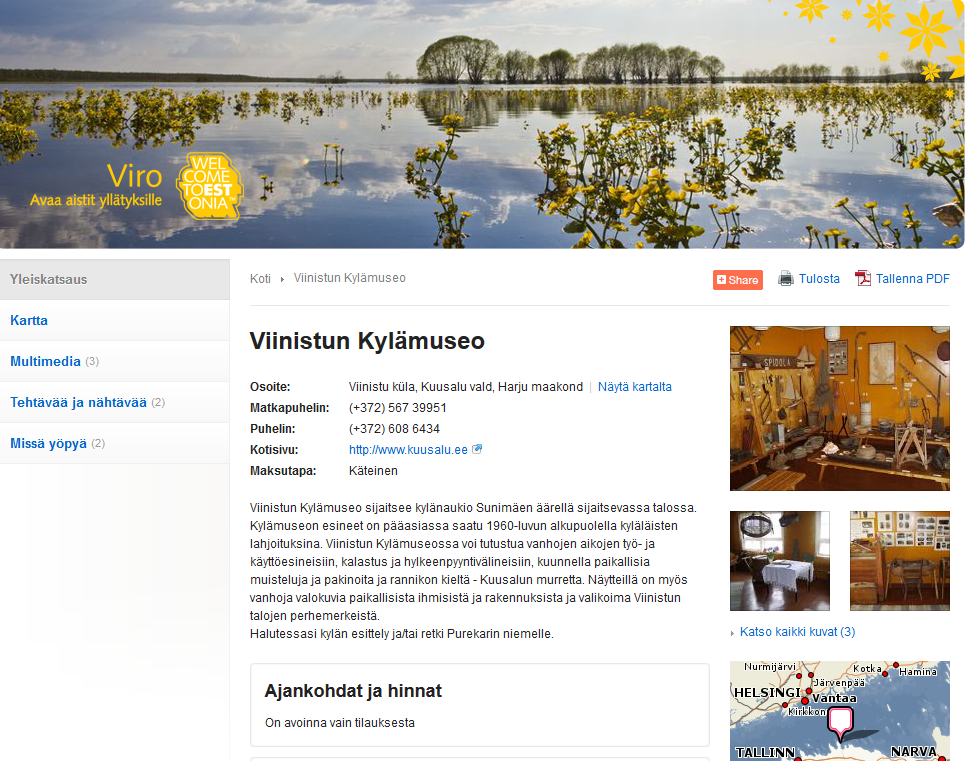 Viro
Avaa aistit yllätyksille
WEL
COME
TO EST
ONIA
Yleiskatsaus
Kartta
Multimedia (3)
Tehtävää ja nähtävää (2)
Missä yöpyä (2)
Koti Viinistun Kylämuseo
Share Tulosta Tallenna PDF
Viinistun Kylämuseo
Osoite: Viinistu küla, Kuusalu vald, Harju maakond | Näytä kartalta
Matkapuhelin: (+372) 567 39951
Puhelin: (+372) 608 6434
Kotisivu: http://www.kuusalu.ee
Maksutapa: Käteinen
Viinistun Kylämuseo sijaitsee kylänaukio Sunimäen äärellä sijaitsevassa talossa.
Kylämuseon esineet on pääasiassa saatu 1960-luvun alkupuolella kyläläisten
lahjoituksina. Viinistun Kylämuseossa voi tutustua vanhojen aikojen työ- ja
käyttöesineisiin, kalastus ja hylkeenpyyntivälineisiin, kuunnella paikallisia
muisteluja ja pakinoita ja rannikon kieltä - Kuusalun murretta. Näytteillä on myös
vanhoja valokuvia paikallisista ihmisistä ja rakennuksista ja valikoima Viinistun
talojen perhemerkeistä.
Halutessasi kylän esittely ja/tai retki Purekarin niemelle.
Ajankohdat ja hinnat
On avoinna vain tilauksesta
SPIDOLA
Katso kaikki kuvat (3)
Nurmijärvi
Kotka
Hamina
Järvenpää
HELSINGI
Vantaa
Kirkkon
TALLINN
NARVA